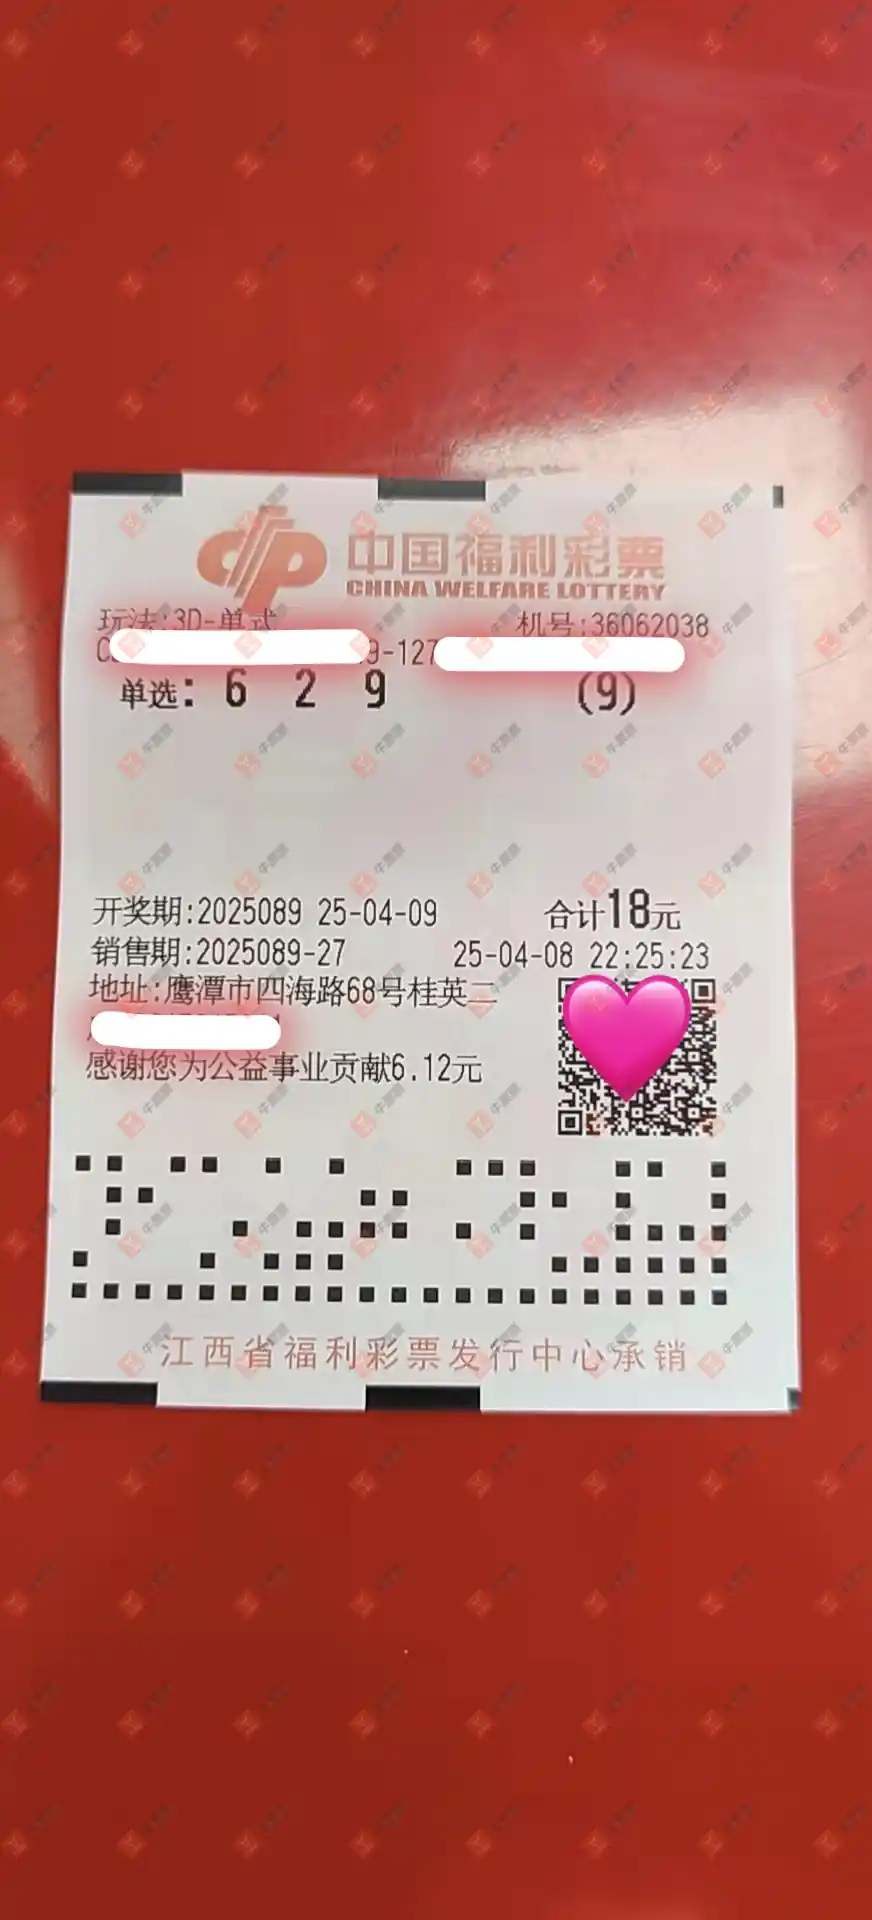 中国福利彩票
CHINA WELFARE LOTTERY
玩法:3D-单式 机号:36062038
9-127
单选: 6 2 9 (9)
开奖期:2025089 25-04-09 合计18元
销售期:2025089-27 25-04-08 22:25:23
地址:鹰潭市四海路68号桂英二
感谢您为公益事业贡献6.12元
江西省福利彩票发行中心承销